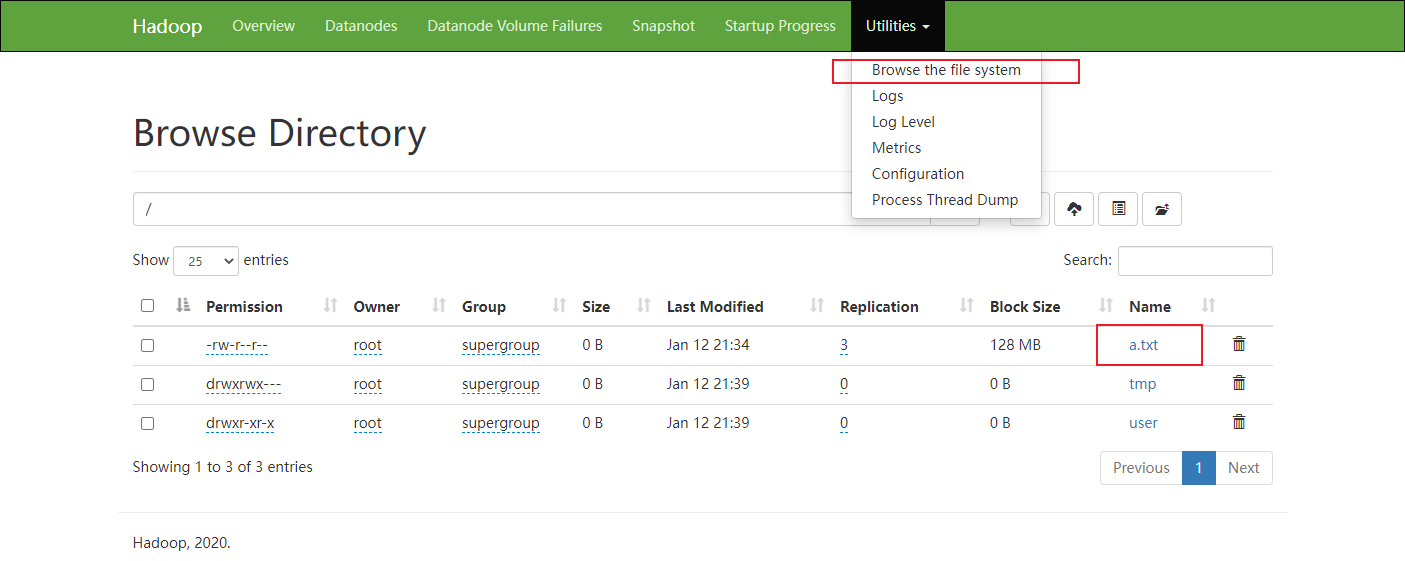 Hadoop Overview Datanodes Datanode Volume Failures Snapshot Startup Progress Utilities
Browse the file system
Logs
Log Level
Metrics
Configuration
Process Thread Dump
Browse Directory
/
Show 25 entries Search:
Permission Owner Group Size Last Modified Replication Block Size Name
-rw-r--r-- root supergroup 0 B Jan 12 21:34 3 128 MB a.txt
drwxrwx--- root supergroup 0 B Jan 12 21:39 0 0 B tmp
drwxr-xr-x root supergroup 0 B Jan 12 21:39 0 0 B user
Showing 1 to 3 of 3 entries Previous 1 Next
Hadoop, 2020.